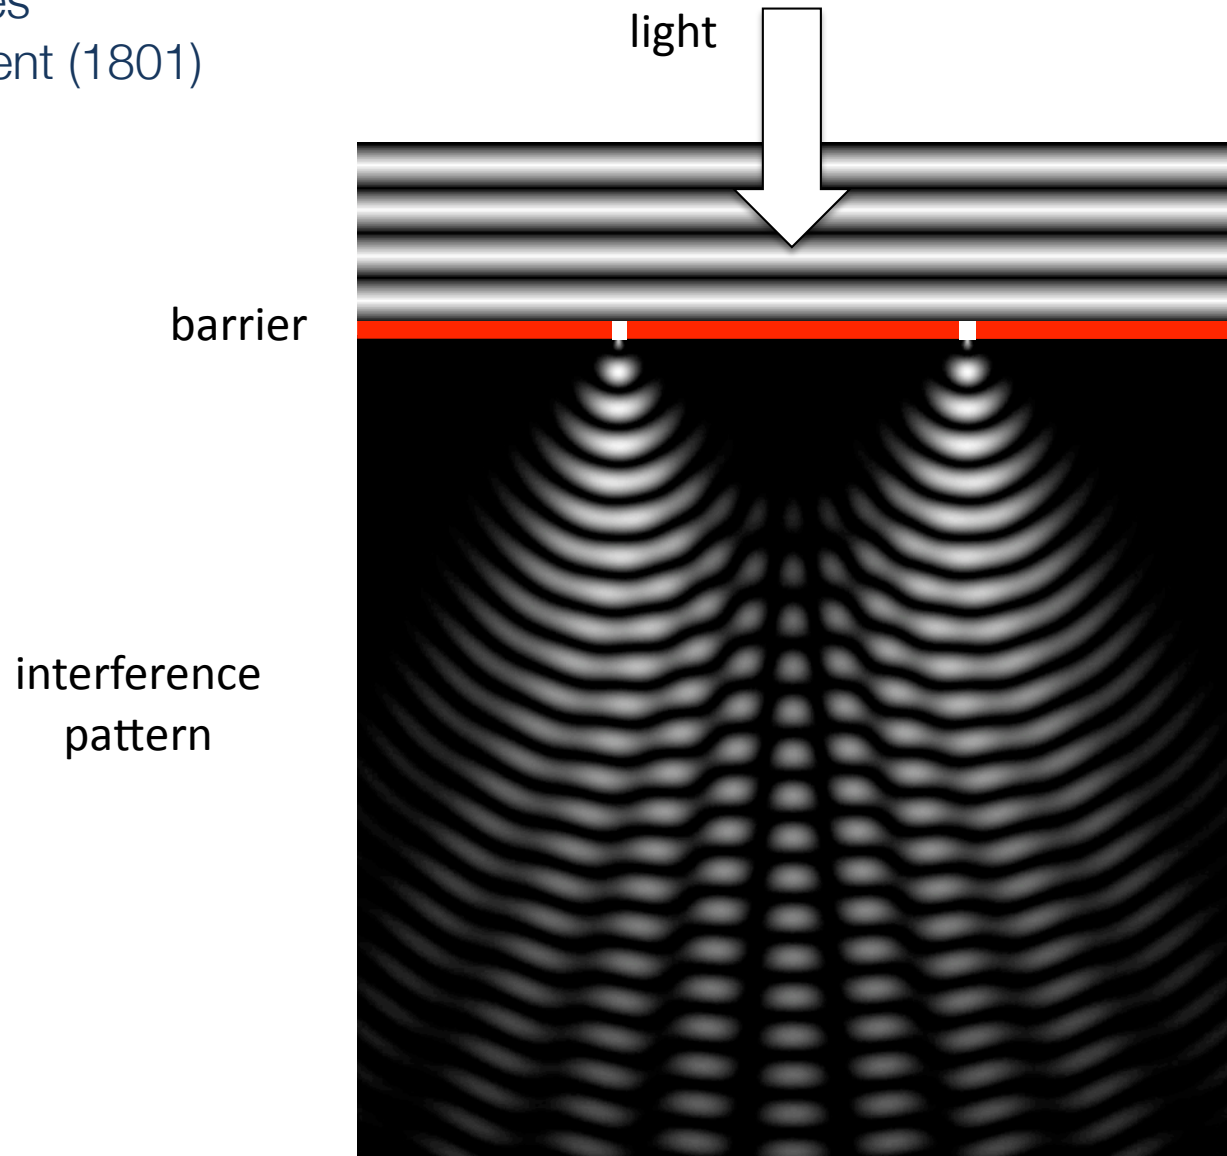 ent (1801)
light
barrier
interference
pattern